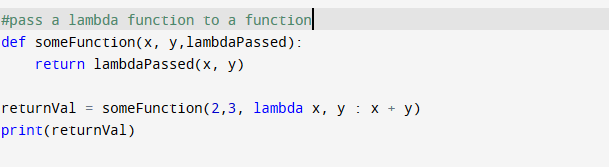 #pass a lambda function to a function
def someFunction(x, y,lambdaPassed):
    return lambdaPassed(x, y)
returnVal = someFunction(2,3, lambda x, y : x + y)
print(returnVal)